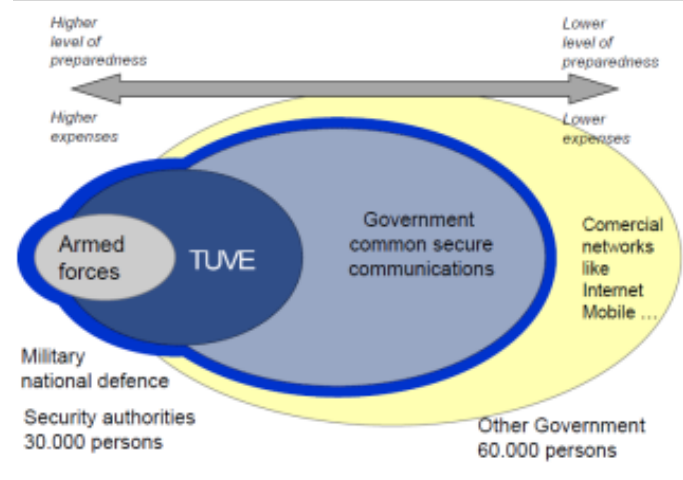 Higher
level of
preparedness
Lower
level of
preparedness
Higher
expenses
Lower
expenses
Armed
forces
TUVE
Government
common secure
communications
Comercial
networks
like
Internet
Mobile ...
Military
national defence
Security authorities
30.000 persons
Other Government
60.000 persons